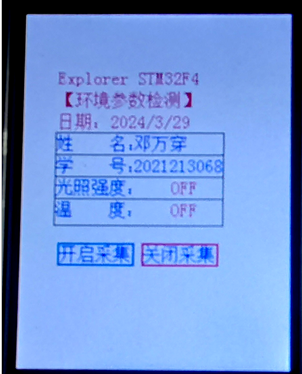 Explorer STM32F4
【环境参数检测】
日期：2024/3/29
姓 名：邓万穿
学 号：2021213068
光照强度： OFF
温 度： OFF
开启采集 关闭采集